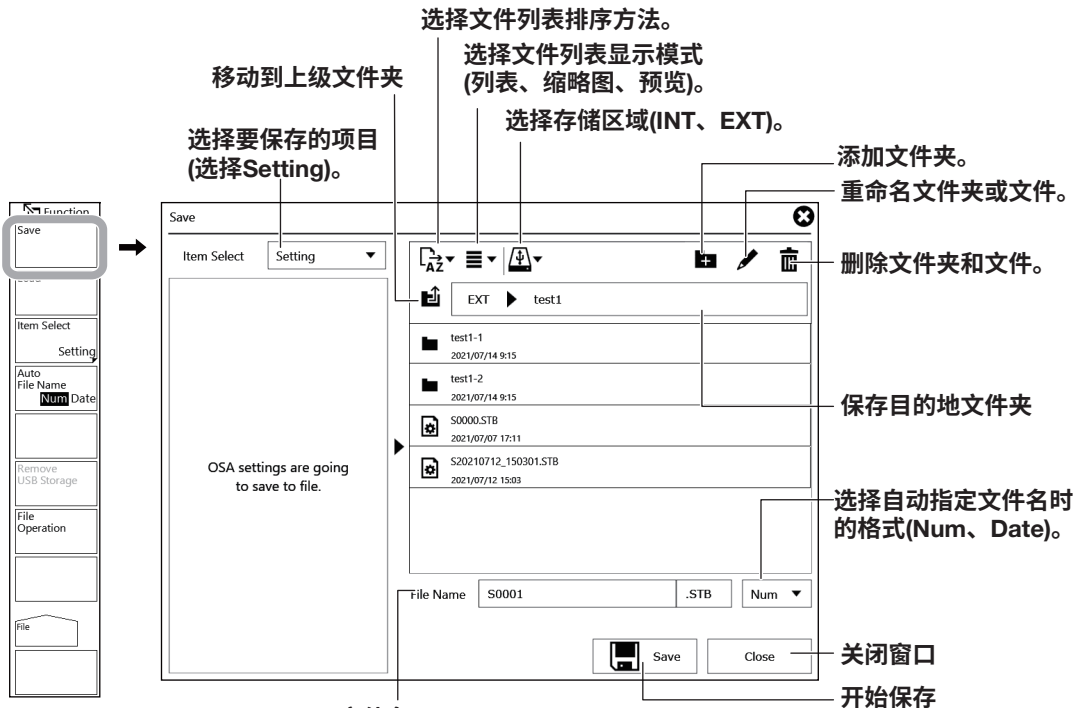 选择文件列表排序方法。
选择文件列表显示模式
(列表、缩略图、预览)。
移动到上级文件夹
选择存储区域(INT、EXT)。
选择要保存的项目
(选择Setting)。
添加文件夹。
重命名文件夹或文件。
删除文件夹和文件。
Function
Save
Item Select
Setting
Auto
File Name
Num Date
Remove
USB Storage
File
Operation
File
Save
Item Select Setting
AZ
EXT test1
test1-1
2021/07/14 9:15
test1-2
2021/07/14 9:15
S0000.STB
2021/07/07 17:11
S20210712_150301.STB
2021/07/12 15:03
OSA settings are going
to save to file.
File Name S0001 .STB Num
Save Close
保存目的地文件夹
选择自动指定文件名时
的格式(Num、Date)。
关闭窗口
开始保存